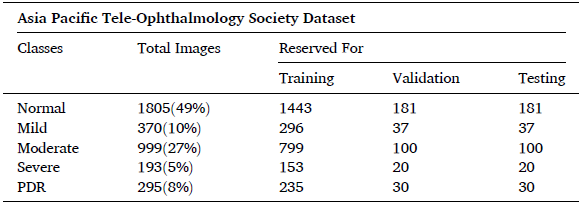 Asia Pacific Tele-Ophthalmology Society Dataset
Classes Total Images Reserved For
Training Validation Testing
Normal 1805(49%) 1443 181 181
Mild 370(10%) 296 37 37
Moderate 999(27%) 799 100 100
Severe 193(5%) 153 20 20
PDR 295(8%) 235 30 30